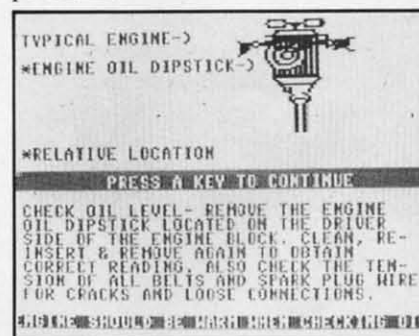 TYPICAL ENGINE->
*ENGINE OIL DIPSTICK->
*RELATIVE LOCATION
PRESS A KEY TO CONTINUE
CHECK OIL LEVEL- REMOVE THE ENGINE
OIL DIPSTICK LOCATED ON THE DRIVER
SIDE OF THE ENGINE BLOCK. CLEAN, RE-
INSERT & REMOVE AGAIN TO OBTAIN
CORRECT READING. ALSO CHECK THE TEN-
SION OF ALL BELTS AND SPARK PLUG WIRE
FOR CRACKS AND LOOSE CONNECTIONS.
ENGINE SHOULD BE WARM WHEN CHECKING